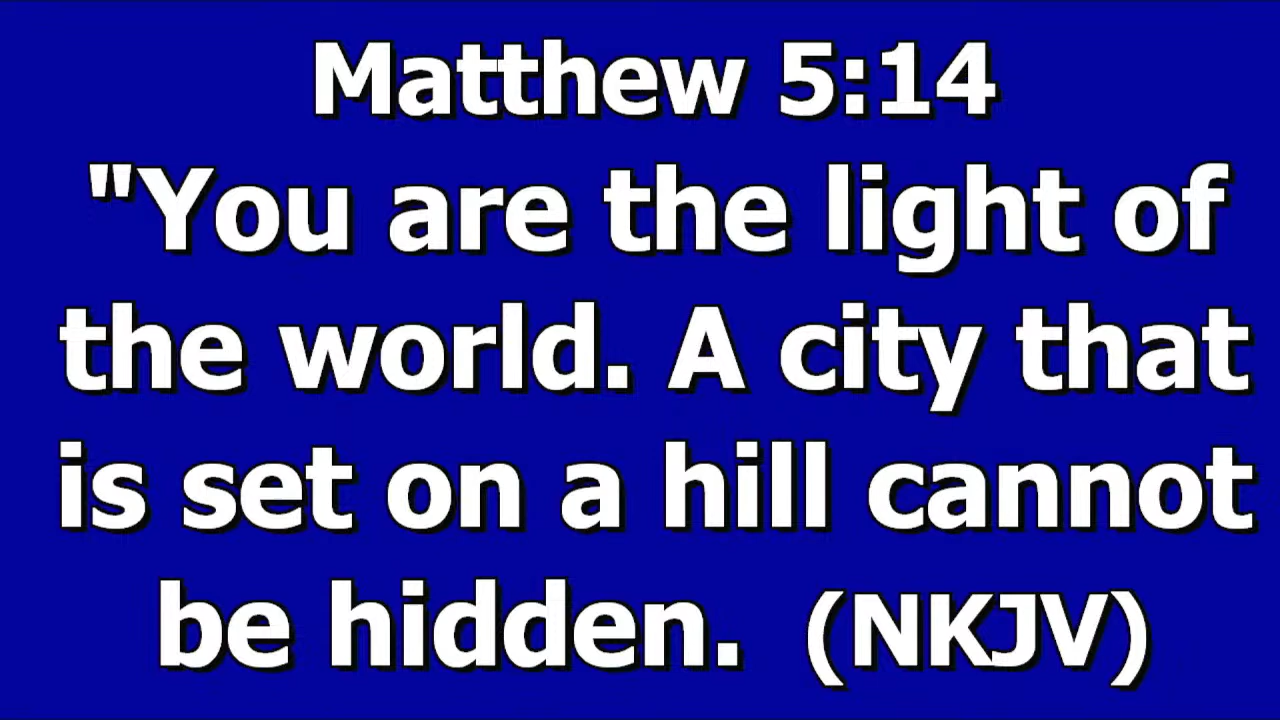 Matthew 5:14
"You are the light of
the world. A city that
is set on a hill cannot
be hidden. (NKJV)